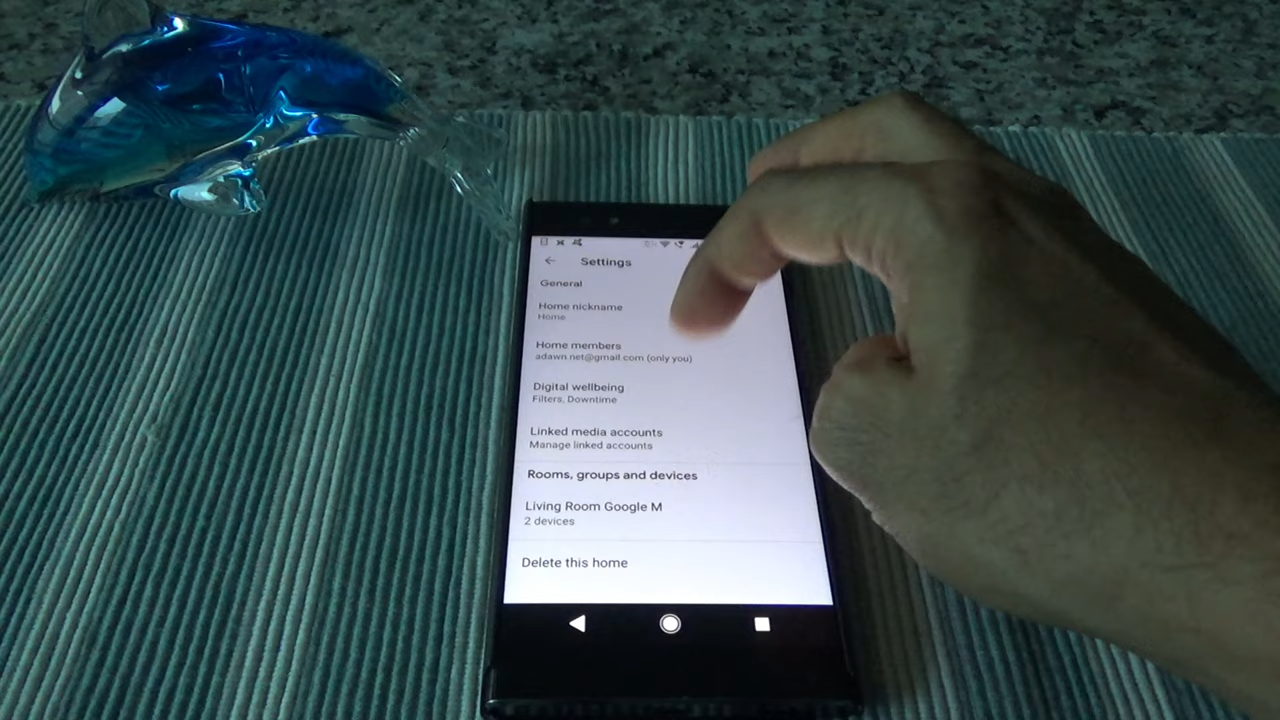 Settings
General
Home nickname
Home
Home members
adawn.net@gmail.com (only you)
Digital wellbeing
Filters, Downtime
Linked media accounts
Manage linked accounts
Rooms, groups and devices
Living Room Google M
2 devices
Delete this home